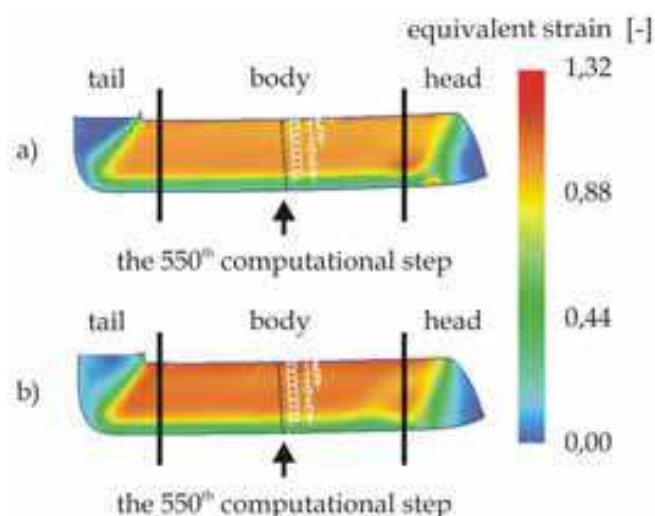 equivalent strain [-]
tail body head
1,32
a)
0,88
the 550th computational step
tail body head
0,44
b)
0,00
the 550th computational step